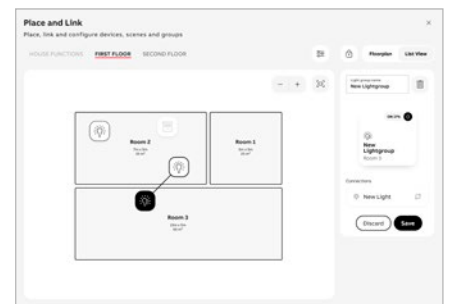 Place and Link
Place, link and configure devices, scenes and groups
HOUSE FUNCTIONS
FIRST FLOOR
SECOND FLOOR
Floorplan
List View
Light group name
New Lightgroup
Room 2
Room 1
Room 3
New
Lightgroup
Room 3
Connections
New Light
Discard
Save